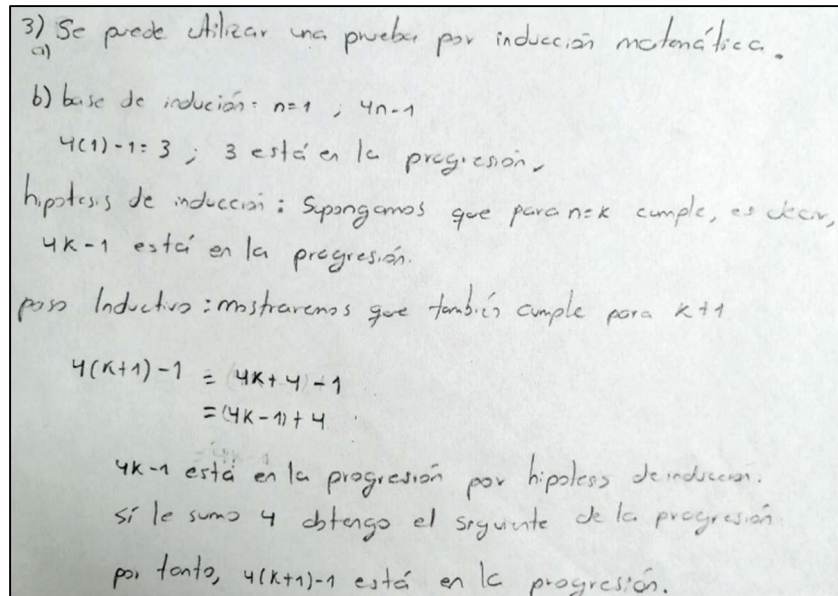 3) Se puede utilizar una prueba por inducción matemática.
a)
b) base de indución: n=1 ; 4n-1
4(1)-1=3 ; 3 está en la progresión.
hipotesis de inducción: Supongamos que para n=k cumple, es decir,
4k-1 está en la progresión.
paso Inductivo: mostraremos que también cumple para k+1
4(k+1)-1 = (4k+4)-1
=(4k-1)+4
4k-1 está en la progresión por hipotesis de inducción.
sí le sumo 4 obtengo el siguiente de la progresión
por tanto, 4(k+1)-1 está en la progresión.